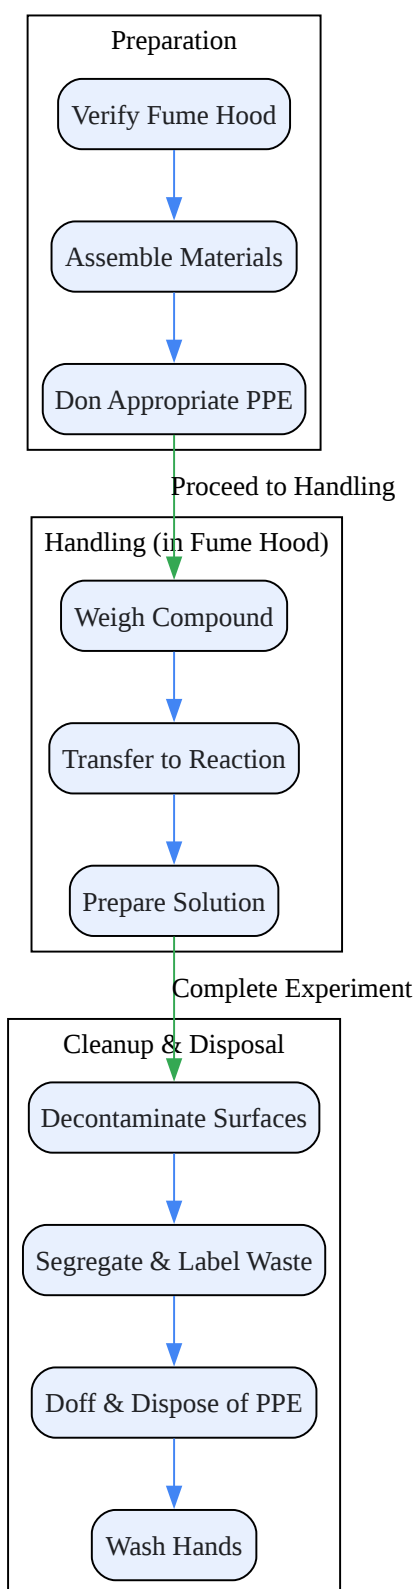 Preparation
Verify Fume Hood
Assemble Materials
Don Appropriate PPE
Proceed to Handling
Handling (in Fume Hood)
Weigh Compound
Transfer to Reaction
Prepare Solution
Complete Experiment
Cleanup & Disposal
Decontaminate Surfaces
Segregate & Label Waste
Doff & Dispose of PPE
Wash Hands